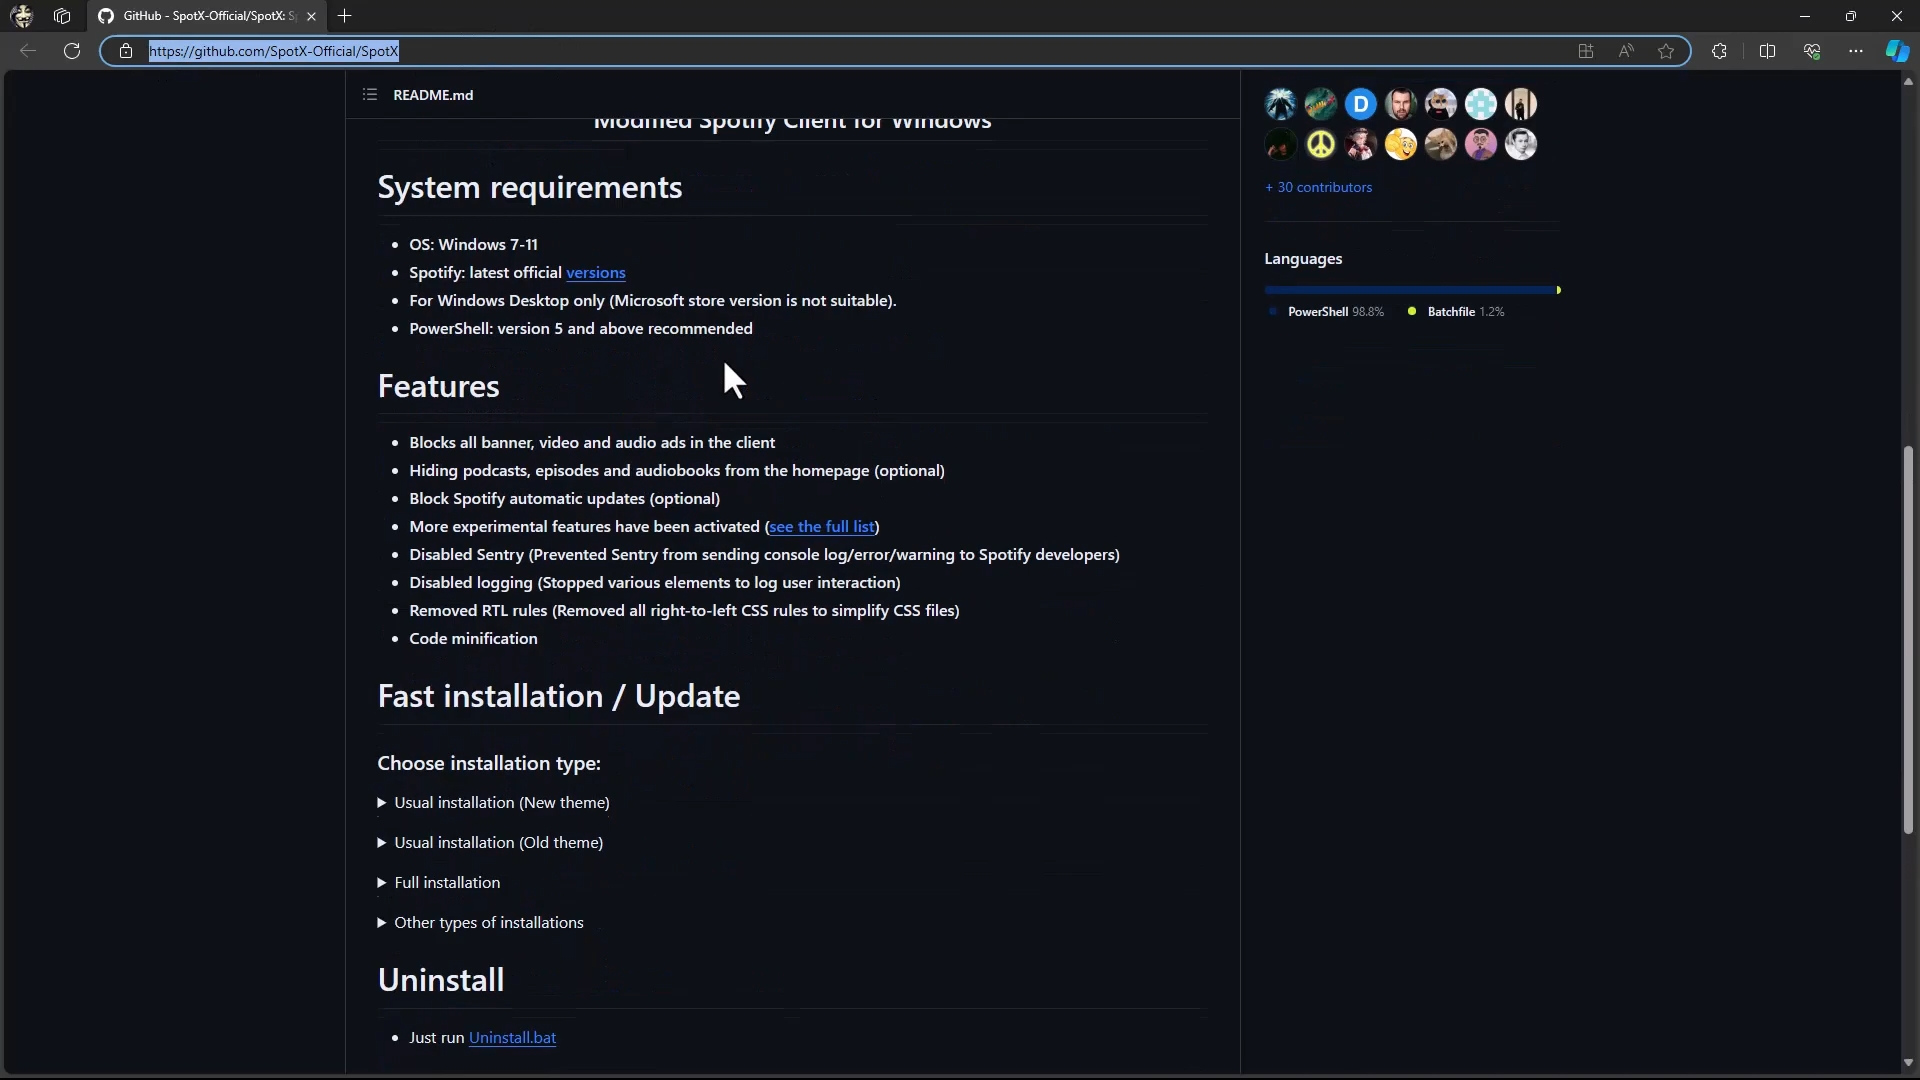 GitHub - SpotX-Official/SpotX: S
https://github.com/SpotX-Official/SpotX
README.md
Modified Spotify Client for Windows
System requirements
OS: Windows 7-11
Spotify: latest official versions
For Windows Desktop only (Microsoft store version is not suitable).
PowerShell: version 5 and above recommended
Features
Blocks all banner, video and audio ads in the client
Hiding podcasts, episodes and audiobooks from the homepage (optional)
Block Spotify automatic updates (optional)
More experimental features have been activated (see the full list)
Disabled Sentry (Prevented Sentry from sending console log/error/warning to Spotify developers)
Disabled logging (Stopped various elements to log user interaction)
Removed RTL rules (Removed all right-to-left CSS rules to simplify CSS files)
Code minification
Fast installation / Update
Choose installation type:
Usual installation (New theme)
Usual installation (Old theme)
Full installation
Other types of installations
Uninstall
Just run Uninstall.bat
D
+ 30 contributors
Languages
PowerShell 98.8% Batchfile 1.2%